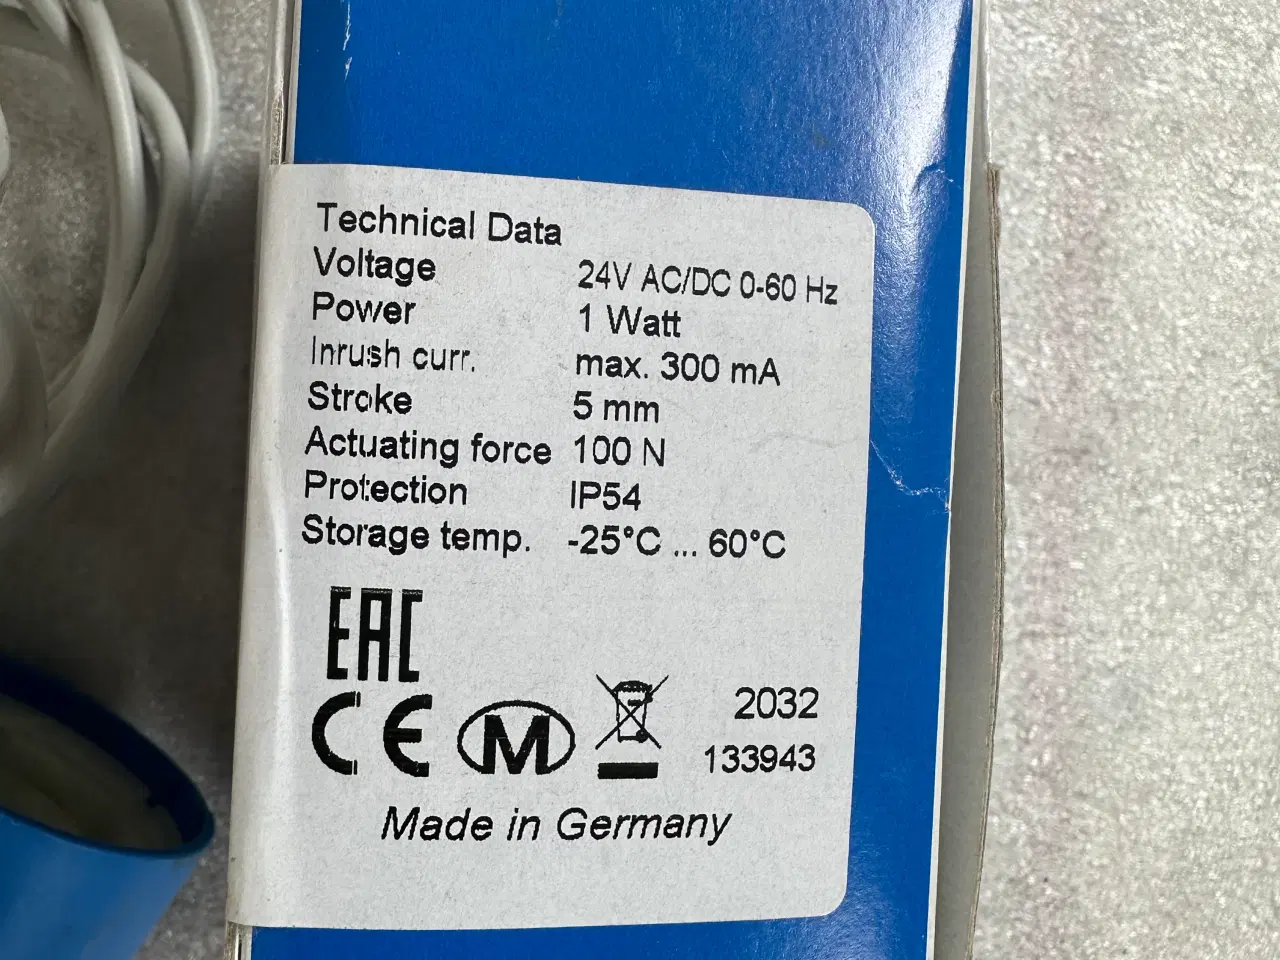 Technical Data
Voltage 24V AC/DC 0-60 Hz
Power 1 Watt
Inrush curr. max. 300 mA
Stroke 5 mm
Actuating force 100 N
Protection IP54
Storage temp. -25°C ... 60°C
EAC
CE M 2032
133943
Made in Germany